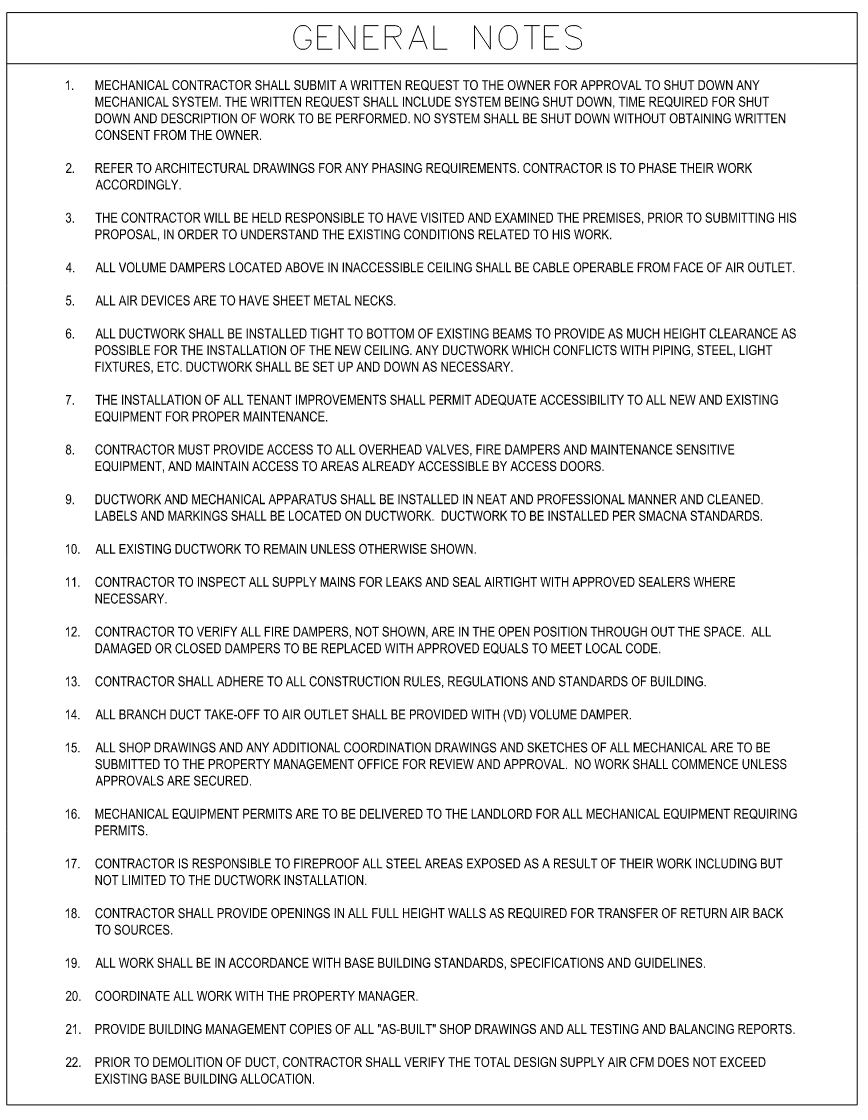 GENERAL NOTES
1. MECHANICAL CONTRACTOR SHALL SUBMIT A WRITTEN REQUEST TO THE OWNER FOR APPROVAL TO SHUT DOWN ANY
MECHANICAL SYSTEM. THE WRITTEN REQUEST SHALL INCLUDE SYSTEM BEING SHUT DOWN, TIME REQUIRED FOR SHUT
DOWN AND DESCRIPTION OF WORK TO BE PERFORMED. NO SYSTEM SHALL BE SHUT DOWN WITHOUT OBTAINING WRITTEN
CONSENT FROM THE OWNER.
2. REFER TO ARCHITECTURAL DRAWINGS FOR ANY PHASING REQUIREMENTS. CONTRACTOR IS TO PHASE THEIR WORK
ACCORDINGLY.
3. THE CONTRACTOR WILL BE HELD RESPONSIBLE TO HAVE VISITED AND EXAMINED THE PREMISES, PRIOR TO SUBMITTING HIS
PROPOSAL, IN ORDER TO UNDERSTAND THE EXISTING CONDITIONS RELATED TO HIS WORK.
4. ALL VOLUME DAMPERS LOCATED ABOVE IN INACCESSIBLE CEILING SHALL BE CABLE OPERABLE FROM FACE OF AIR OUTLET.
5. ALL AIR DEVICES ARE TO HAVE SHEET METAL NECKS.
6. ALL DUCTWORK SHALL BE INSTALLED TIGHT TO BOTTOM OF EXISTING BEAMS TO PROVIDE AS MUCH HEIGHT CLEARANCE AS
POSSIBLE FOR THE INSTALLATION OF THE NEW CEILING. ANY DUCTWORK WHICH CONFLICTS WITH PIPING, STEEL, LIGHT
FIXTURES, ETC. DUCTWORK SHALL BE SET UP AND DOWN AS NECESSARY.
7. THE INSTALLATION OF ALL TENANT IMPROVEMENTS SHALL PERMIT ADEQUATE ACCESSIBILITY TO ALL NEW AND EXISTING
EQUIPMENT FOR PROPER MAINTENANCE.
8. CONTRACTOR MUST PROVIDE ACCESS TO ALL OVERHEAD VALVES, FIRE DAMPERS AND MAINTENANCE SENSITIVE
EQUIPMENT, AND MAINTAIN ACCESS TO AREAS ALREADY ACCESSIBLE BY ACCESS DOORS.
9. DUCTWORK AND MECHANICAL APPARATUS SHALL BE INSTALLED IN NEAT AND PROFESSIONAL MANNER AND CLEANED.
LABELS AND MARKINGS SHALL BE LOCATED ON DUCTWORK. DUCTWORK TO BE INSTALLED PER SMACNA STANDARDS.
10. ALL EXISTING DUCTWORK TO REMAIN UNLESS OTHERWISE SHOWN.
11. CONTRACTOR TO INSPECT ALL SUPPLY MAINS FOR LEAKS AND SEAL AIRTIGHT WITH APPROVED SEALERS WHERE
NECESSARY.
12. CONTRACTOR TO VERIFY ALL FIRE DAMPERS, NOT SHOWN, ARE IN THE OPEN POSITION THROUGH OUT THE SPACE. ALL
DAMAGED OR CLOSED DAMPERS TO BE REPLACED WITH APPROVED EQUALS TO MEET LOCAL CODE.
13. CONTRACTOR SHALL ADHERE TO ALL CONSTRUCTION RULES, REGULATIONS AND STANDARDS OF BUILDING.
14. ALL BRANCH DUCT TAKE-OFF TO AIR OUTLET SHALL BE PROVIDED WITH (VD) VOLUME DAMPER.
15. ALL SHOP DRAWINGS AND ANY ADDITIONAL COORDINATION DRAWINGS AND SKETCHES OF ALL MECHANICAL ARE TO BE
SUBMITTED TO THE PROPERTY MANAGEMENT OFFICE FOR REVIEW AND APPROVAL. NO WORK SHALL COMMENCE UNLESS
APPROVALS ARE SECURED.
16. MECHANICAL EQUIPMENT PERMITS ARE TO BE DELIVERED TO THE LANDLORD FOR ALL MECHANICAL EQUIPMENT REQUIRING
PERMITS.
17. CONTRACTOR IS RESPONSIBLE TO FIREPROOF ALL STEEL AREAS EXPOSED AS A RESULT OF THEIR WORK INCLUDING BUT
NOT LIMITED TO THE DUCTWORK INSTALLATION.
18. CONTRACTOR SHALL PROVIDE OPENINGS IN ALL FULL HEIGHT WALLS AS REQUIRED FOR TRANSFER OF RETURN AIR BACK
TO SOURCES.
19. ALL WORK SHALL BE IN ACCORDANCE WITH BASE BUILDING STANDARDS, SPECIFICATIONS AND GUIDELINES.
20. COORDINATE ALL WORK WITH THE PROPERTY MANAGER.
21. PROVIDE BUILDING MANAGEMENT COPIES OF ALL "AS-BUILT" SHOP DRAWINGS AND ALL TESTING AND BALANCING REPORTS.
22. PRIOR TO DEMOLITION OF DUCT, CONTRACTOR SHALL VERIFY THE TOTAL DESIGN SUPPLY AIR CFM DOES NOT EXCEED
EXISTING BASE BUILDING ALLOCATION.